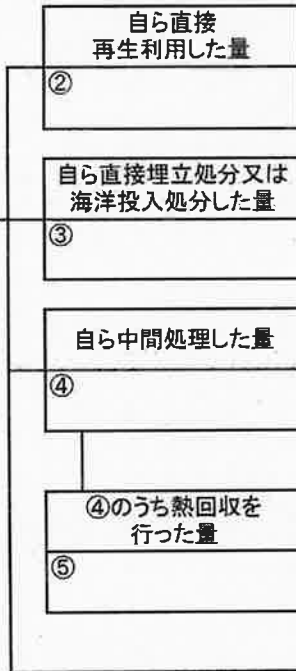 自ら直接
再生利用した量
②
自ら直接埋立処分又は
海洋投入処分した量
③
自ら中間処理した量
④
④のうち熱回収を
行った量
⑤